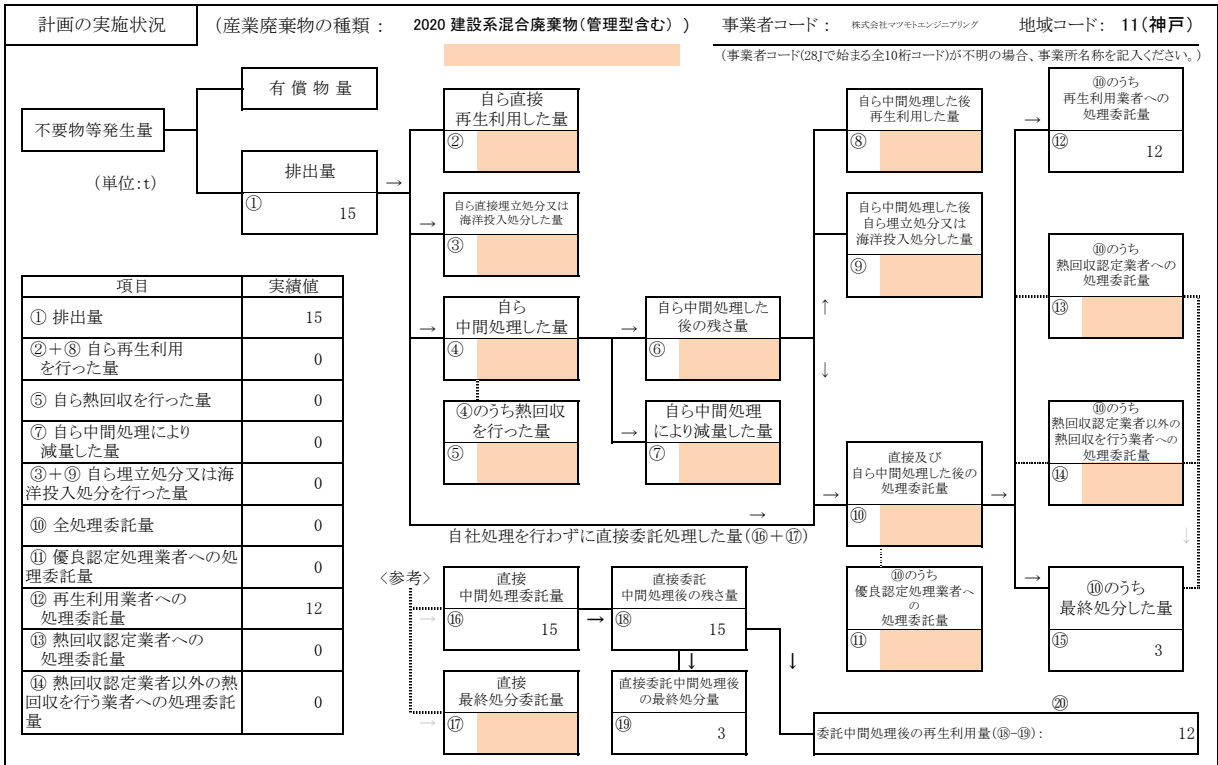 計画の実施状況
(産業廃棄物の種類 : 2020 建設系混合廃棄物(管理型含む) )
事業者コード : 株式会社マツモトエンジニアリング
地域コード: 11(神戸)
(事業者コード(28Jで始まる全10桁コード)が不明の場合、事業所名称を記入ください。)
不要物等発生量
(単位:t)
有償物量
排出量
① 15
→
自ら直接
再生利用した量
②
→
自ら直接埋立処分又は
海洋投入処分した量
③
→
自ら
中間処理した量
④
④のうち熱回収
を行った量
⑤
→
自ら中間処理した
後の残さ量
⑥
→
自ら中間処理
により減量した量
⑦
自ら中間処理した後
再生利用した量
⑧
自ら中間処理した後
自ら埋立処分又は
海洋投入処分した量
⑨
↑
↓
→
直接及び
自ら中間処理した後の
処理委託量
⑩
→
⑩のうち
優良認定処理業者へ
の
処理委託量
⑪
→
⑩のうち
再生利用業者への
処理委託量
⑫ 12
⑩のうち
熱回収認定業者への
処理委託量
⑬
⑩のうち
熱回収認定業者以外の
熱回収を行う業者への
処理委託量
⑭
↓
→
⑩のうち
最終処分した量
⑮ 3
→
自社処理を行わずに直接委託処理した量(⑯+⑰)
項目 実績値
① 排出量 15
②+⑧ 自ら再生利用
を行った量 0
⑤ 自ら熱回収を行った量 0
⑦ 自ら中間処理により
減量した量 0
③+⑨ 自ら埋立処分又は海
洋投入処分を行った量 0
⑩ 全処理委託量 0
⑪ 優良認定処理業者への処
理委託量 0
⑫ 再生利用業者への
処理委託量 12
⑬ 熱回収認定業者への
処理委託量 0
⑭ 熱回収認定業者以外の熱
回収を行う業者への処理委託
量 0
〈参考〉
→
直接
中間処理委託量
⑯ 15
→
直接委託
中間処理後の残さ量
⑱ 15
↓
↓
→
直接
最終処分委託量
⑰
直接委託中間処理後
の最終処分量
⑲ 3
⑳
委託中間処理後の再生利用量(⑱-⑲) : 12